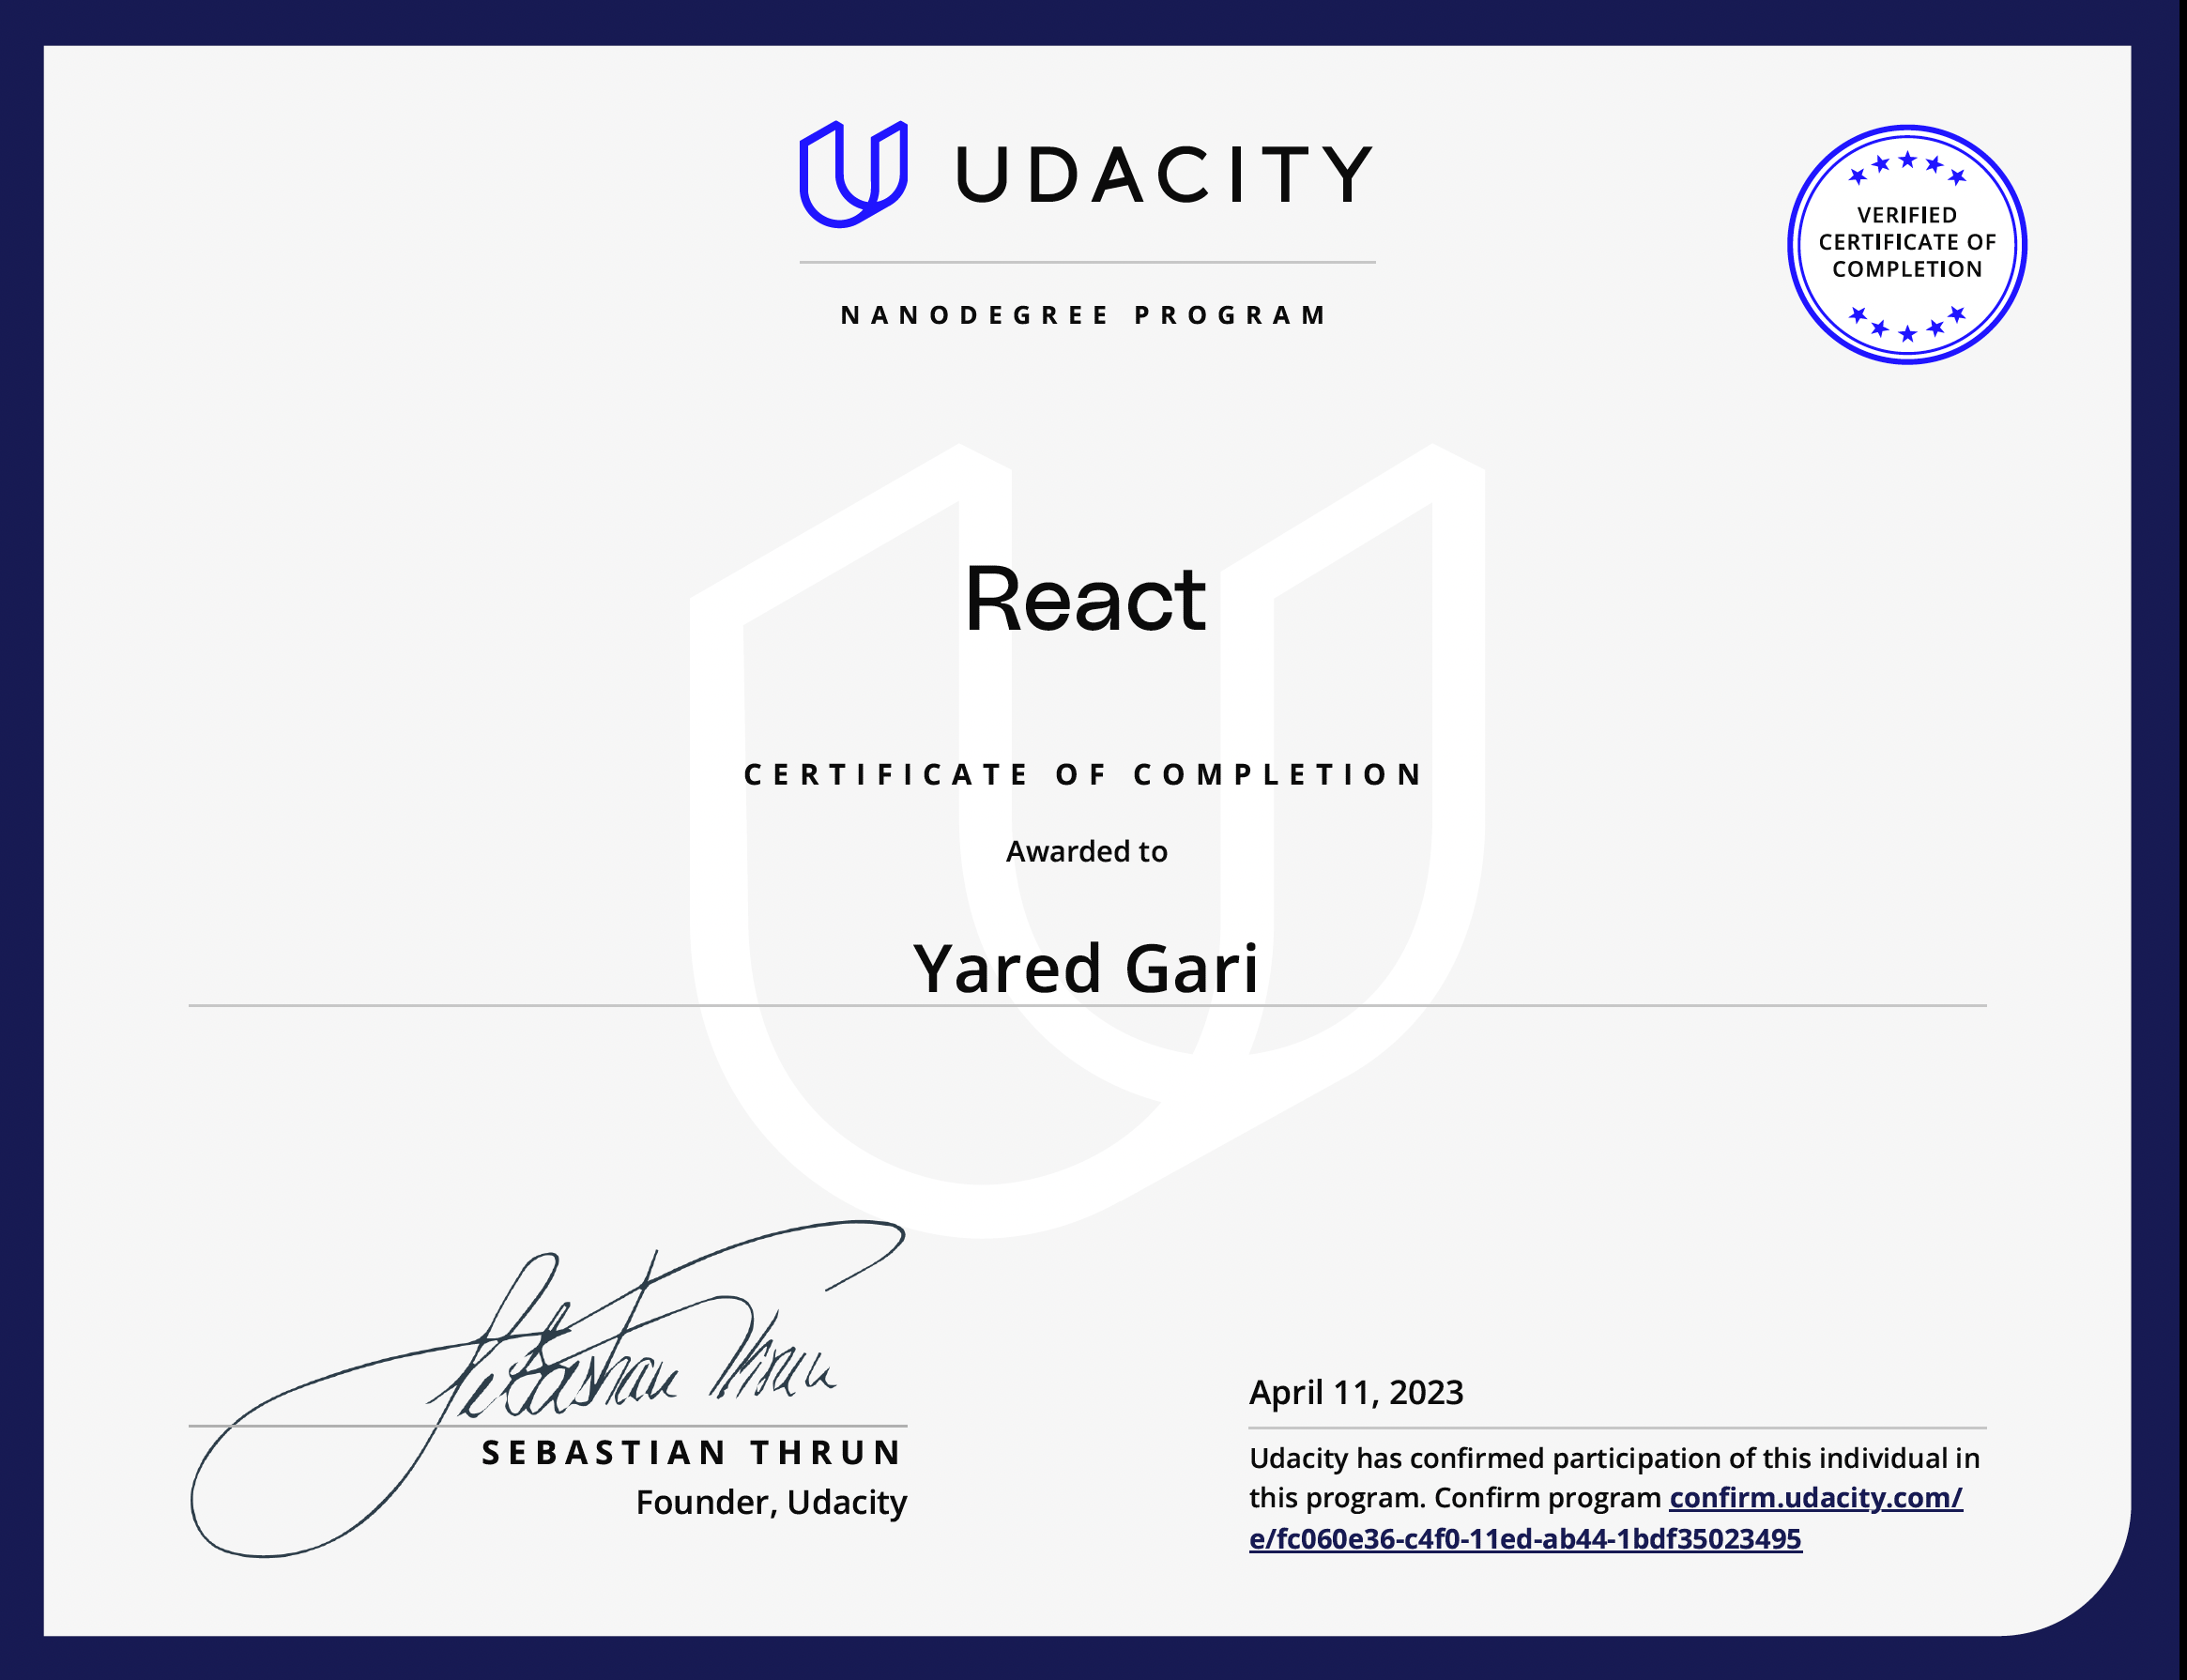 UDACITY
VERIFIED
CERTIFICATE OF
COMPLETION
NANODEGREE PROGRAM
React
CERTIFICATE OF COMPLETION
Awarded to
Yared Gari
Sebastian Thrun
SEBASTIAN THRUN
Founder, Udacity
April 11, 2023
Udacity has confirmed participation of this individual in
this program. Confirm program confirm.udacity.com/
e/fc060e36-c4f0-11ed-ab44-1bdf35023495